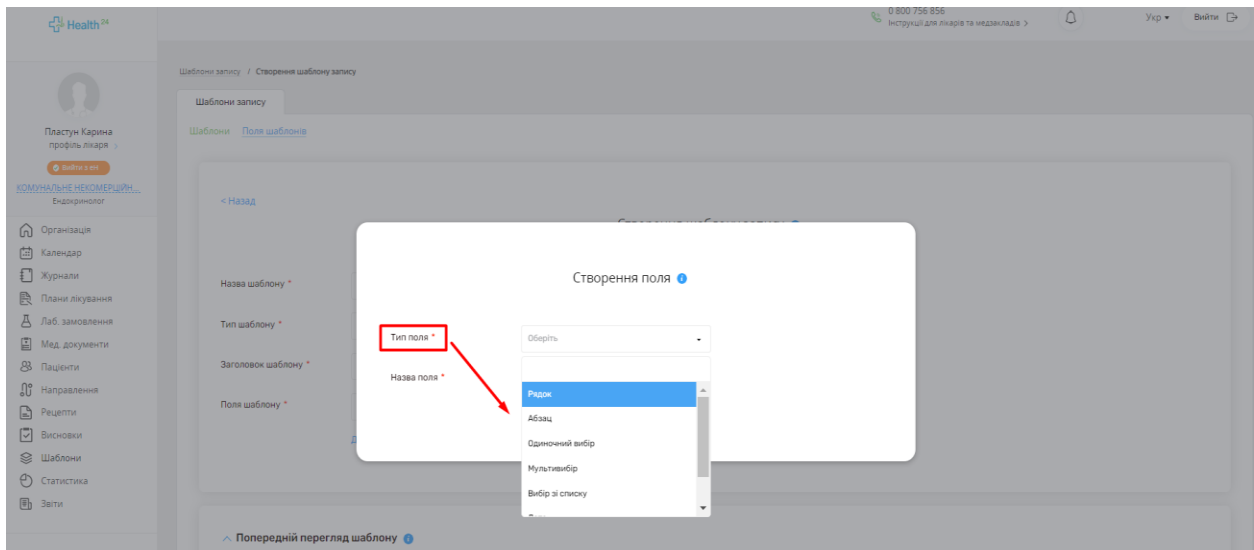 Health 24
0 800 756 856
Інструкції для лікарів та медзакладів >
Укр
Вийти
Шаблони запису / Створення шаблону запису
Шаблони запису
Шаблони Поля шаблонів
Пластун Карина
профіль лікаря >
КОМУНАЛЬНЕ НЕКОМЕРЦІЙН...
Ендокринолог
Організація
Календар
Журнали
Плани лікування
Лаб. замовлення
Мед. документи
Пацієнти
Направлення
Рецепти
Висновки
Шаблони
Статистика
Звіти
< Назад
Назва шаблону *
Тип шаблону *
Заголовок шаблону *
Поля шаблону *
Створення поля
Тип поля *
Оберіть
Назва поля *
Рядок
Абзац
Одиночний вибір
Мультивибір
Вибір зі списку
Попередній перегляд шаблону